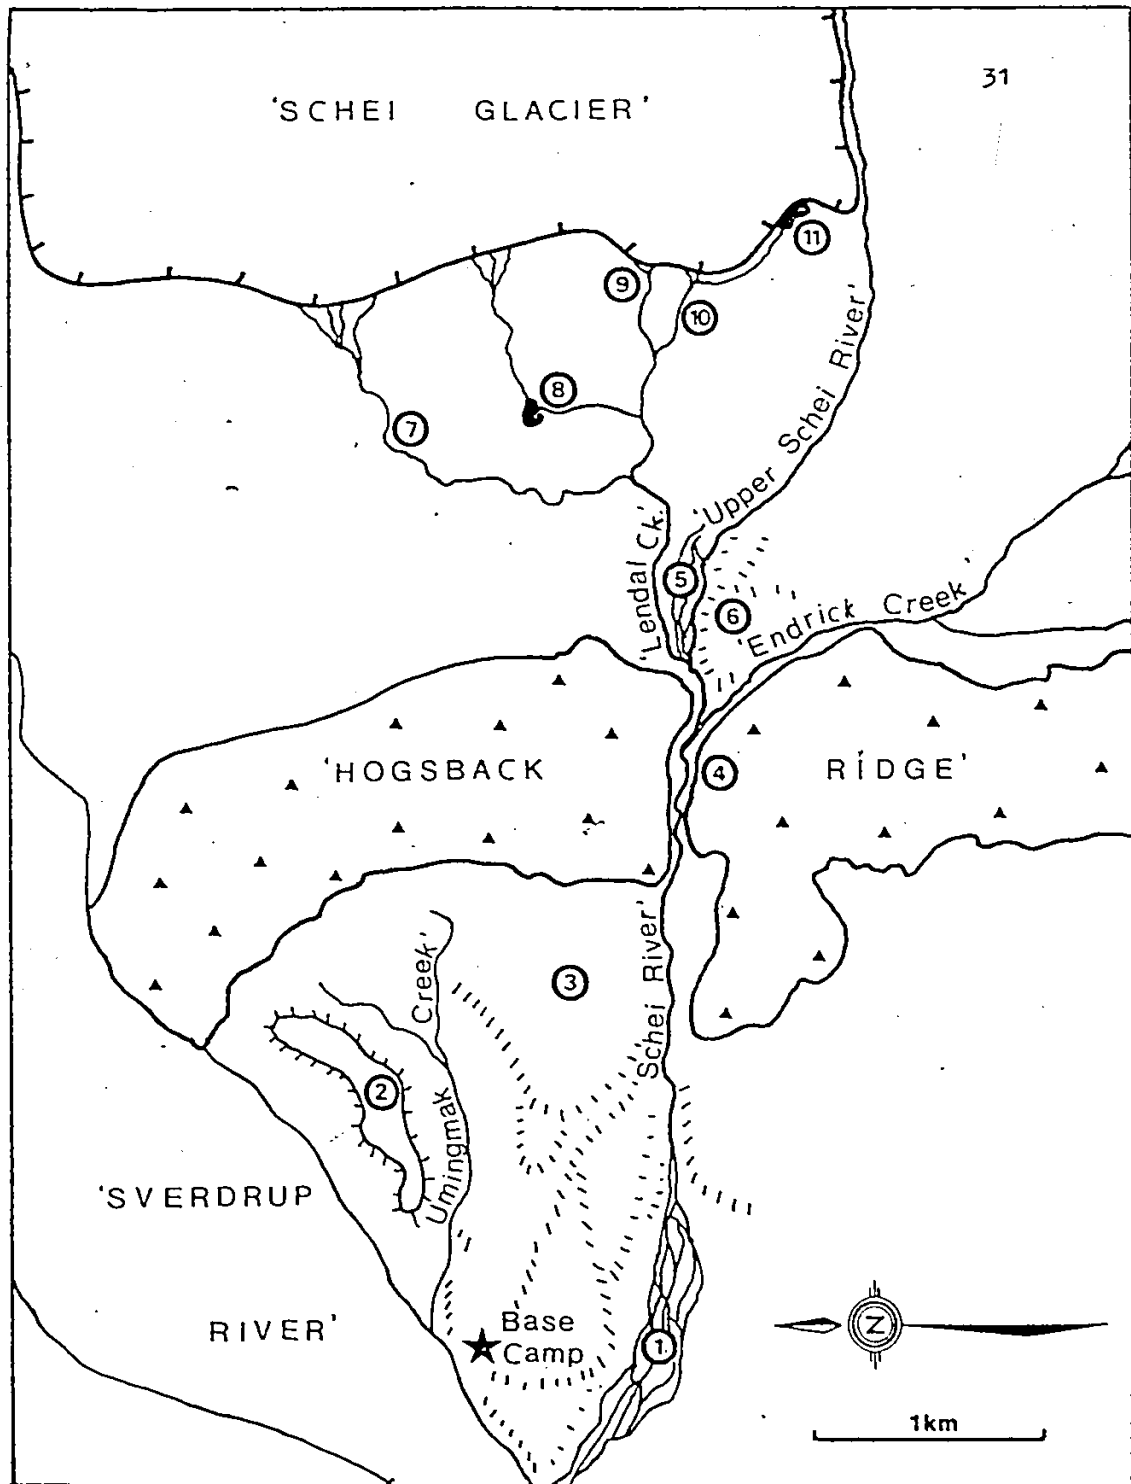 31
'SCHEI GLACIER'
11
9
10
'Upper Schei River'
8
7
'Lendal Ck.'
5
6
'Endrick Creek'
'HOGSBACK RIDGE'
4
'Schei River'
3
'Umingmak Creek'
2
'SVERDRUP
RIVER'
Base
Camp
1
N
1km